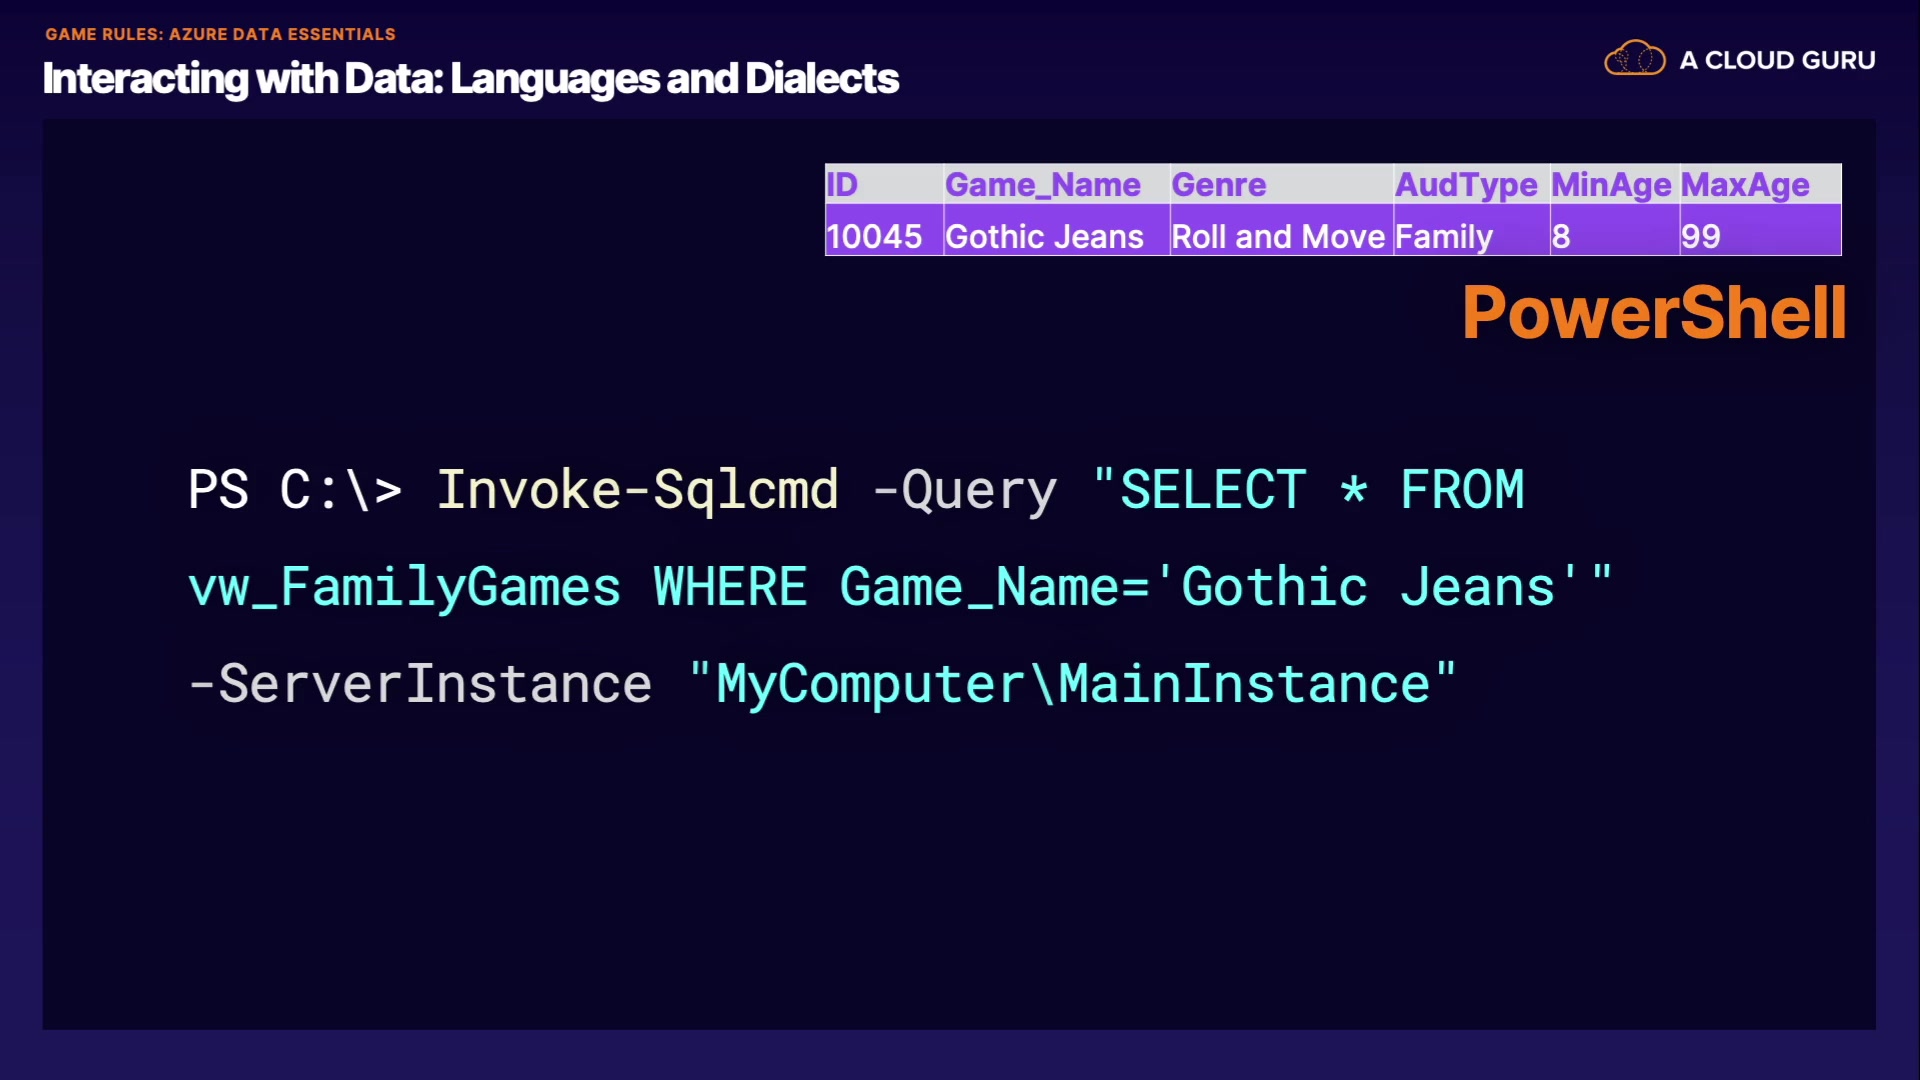 GAME RULES: AZURE DATA ESSENTIALS
Interacting with Data: Languages and Dialects
A CLOUD GURU
ID Game_Name Genre AudType MinAge MaxAge
10045 Gothic Jeans Roll and Move Family 8 99
PowerShell
PS C:\> Invoke-Sqlcmd -Query "SELECT * FROM
vw_FamilyGames WHERE Game_Name='Gothic Jeans'"
-ServerInstance "MyComputer\MainInstance"